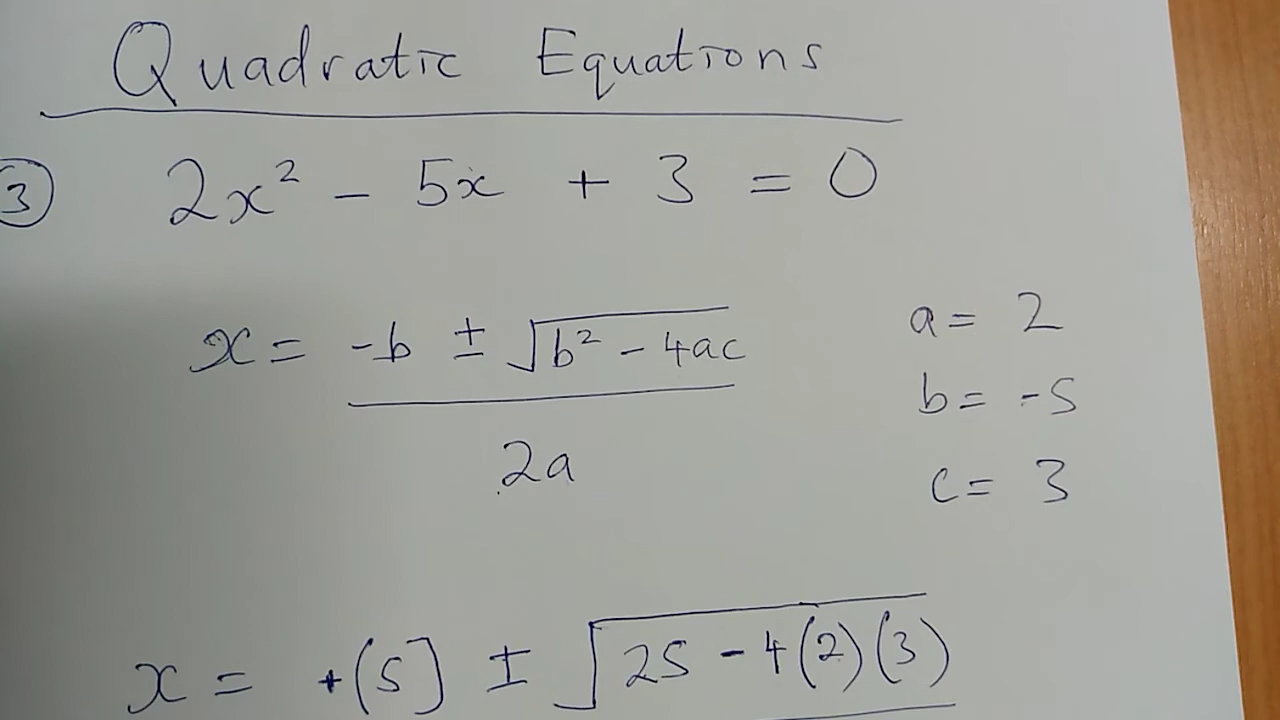 Quadratic Equations
③ 2x² - 5x + 3 = 0
x = -b ± √b² - 4ac
2a
a = 2
b = -5
c = 3
x = +(5] ± √25 - 4(2)(3)